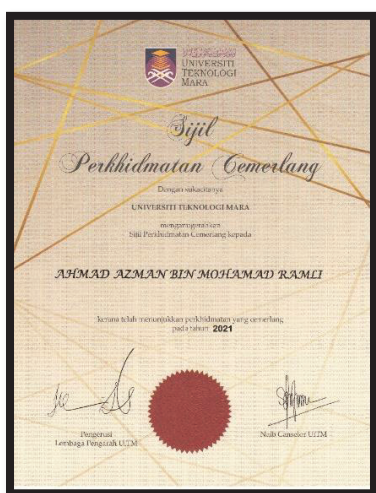 UNIVERSITI
TEKNOLOGI
MARA
Sijil
Perkhidmatan Cemerlang
Dengan sukacitanya
UNIVERSITI TEKNOLOGI MARA
menganugerahkan
Sijil Perkhidmatan Cemerlang kepada
AHMAD AZMAN BIN MOHAMAD RAMLI
kerana telah menunjukkan perkhidmatan yang cemerlang
pada tahun 2021
Pengerusi
Lembaga Pengarah UiTM
Naib Canselor UiTM